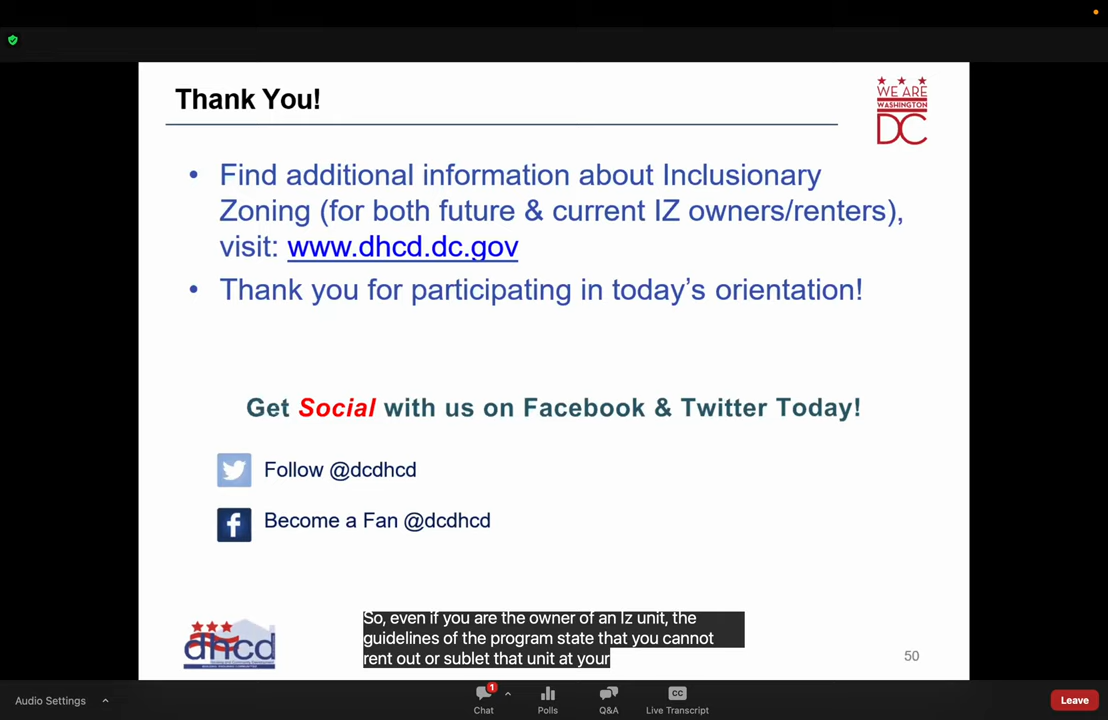 Thank You!
WE ARE
WASHINGTON
DC
• Find additional information about Inclusionary
Zoning (for both future & current IZ owners/renters),
visit: www.dhcd.dc.gov
• Thank you for participating in today's orientation!
Get Social with us on Facebook & Twitter Today!
Follow @dcdhcd
Become a Fan @dcdhcd
dhcd
So, even if you are the owner of an Iz unit, the
guidelines of the program state that you cannot
rent out or sublet that unit at your
50
Audio Settings
1
Chat
Polls
Q&A
CC
Live Transcript
Leave